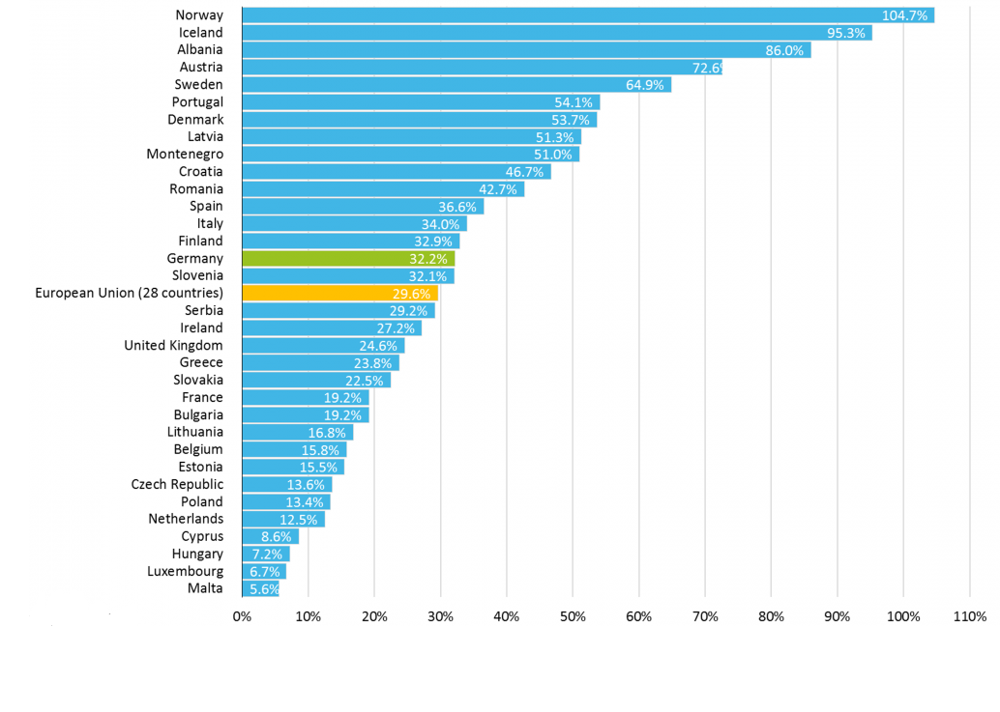 Norway 104.7%
Iceland 95.3%
Albania 86.0%
Austria 72.6%
Sweden 64.9%
Portugal 54.1%
Denmark 53.7%
Latvia 51.3%
Montenegro 51.0%
Croatia 46.7%
Romania 42.7%
Spain 36.6%
Italy 34.0%
Finland 32.9%
Germany 32.2%
Slovenia 32.1%
European Union (28 countries) 29.6%
Serbia 29.2%
Ireland 27.2%
United Kingdom 24.6%
Greece 23.8%
Slovakia 22.5%
France 19.2%
Bulgaria 19.2%
Lithuania 16.8%
Belgium 15.8%
Estonia 15.5%
Czech Republic 13.6%
Poland 13.4%
Netherlands 12.5%
Cyprus 8.6%
Hungary 7.2%
Luxembourg 6.7%
Malta 5.6%
0% 10% 20% 30% 40% 50% 60% 70% 80% 90% 100% 110%